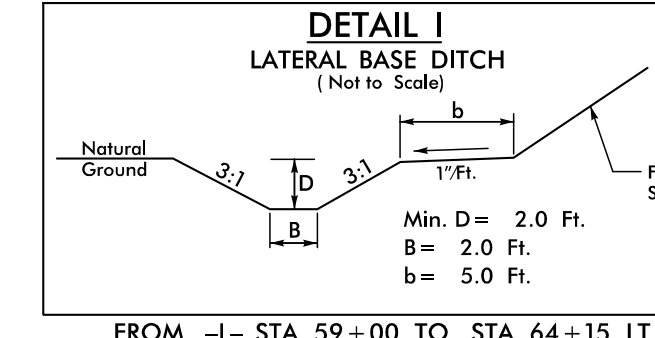 DETAIL I
LATERAL BASE DITCH
( Not to Scale)
b
Natural
Ground
3:1
D
3:1
1"/Ft.
B
Min. D = 2.0 Ft.
B = 2.0 Ft.
b = 5.0 Ft.
FROM -L- STA 59+00 TO STA 64+15 LT